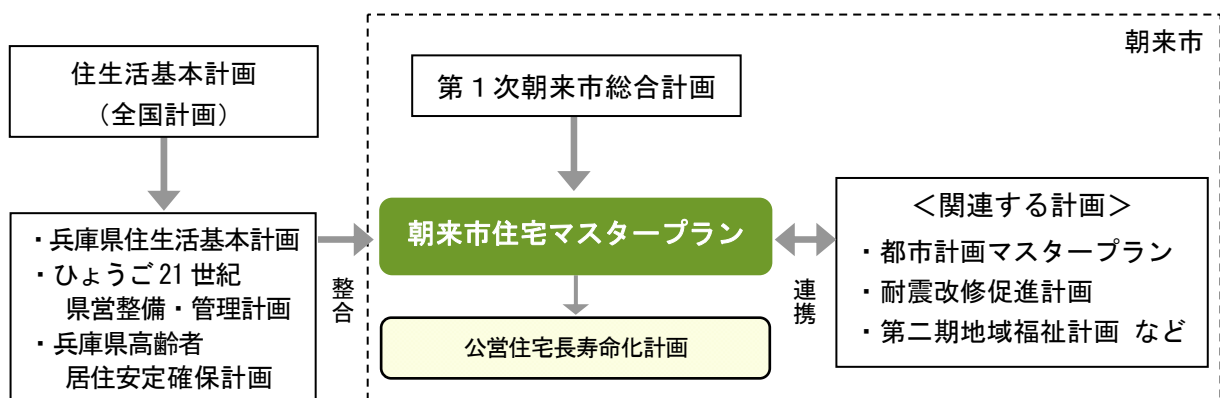 朝来市
住生活基本計画
（全国計画）
第１次朝来市総合計画
・兵庫県住生活基本計画
・ひょうご21世紀
県営整備・管理計画
・兵庫県高齢者
居住安定確保計画
整合
朝来市住宅マスタープラン
連携
＜関連する計画＞
・都市計画マスタープラン
・耐震改修促進計画
・第二期地域福祉計画 など
公営住宅長寿命化計画